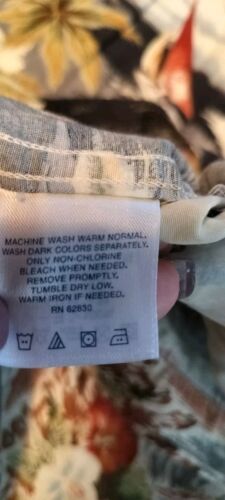 MACHINE WASH WARM NORMAL.
WASH DARK COLORS SEPARATELY.
ONLY NON-CHLORINE
BLEACH WHEN NEEDED.
REMOVE PROMPTLY.
TUMBLE DRY LOW.
WARM IRON IF NEEDED.
RN 62630